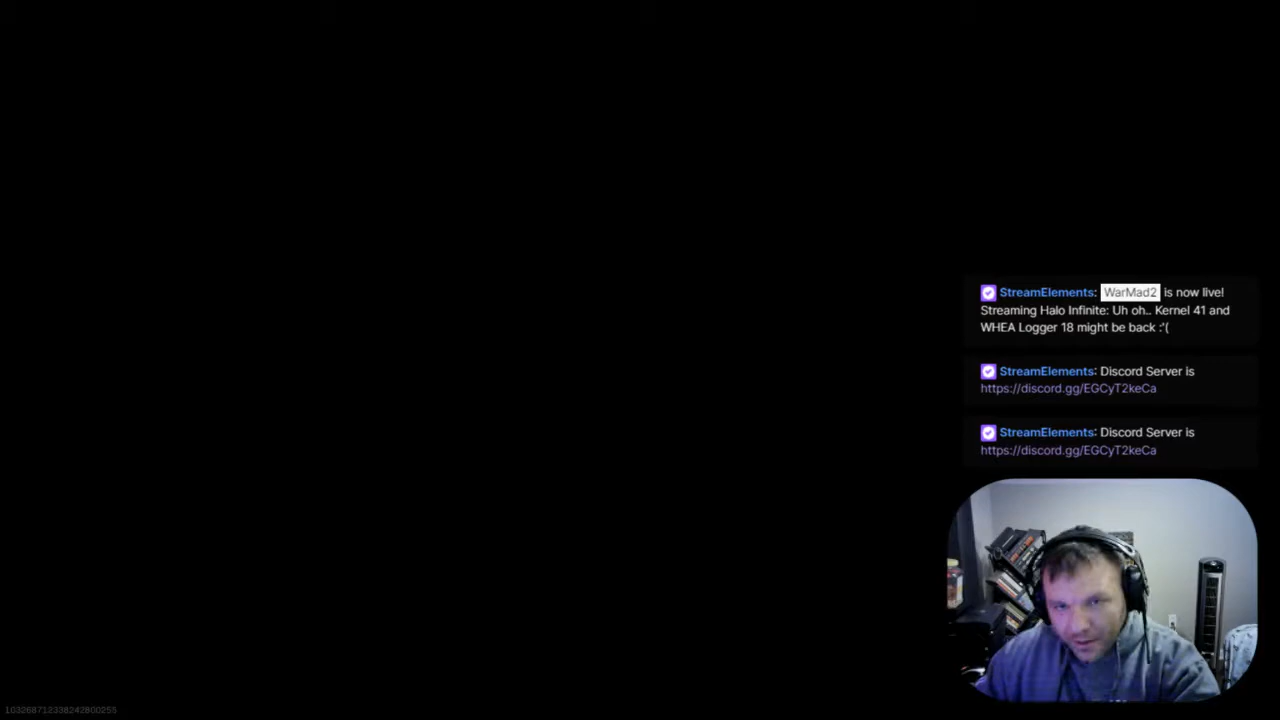 StreamElements: WarMad2 is now live!
Streaming Halo Infinite: Uh oh.. Kernel 41 and
WHEA Logger 18 might be back :'(
StreamElements: Discord Server is
https://discord.gg/EGCyT2keCa
StreamElements: Discord Server is
https://discord.gg/EGCyT2keCa